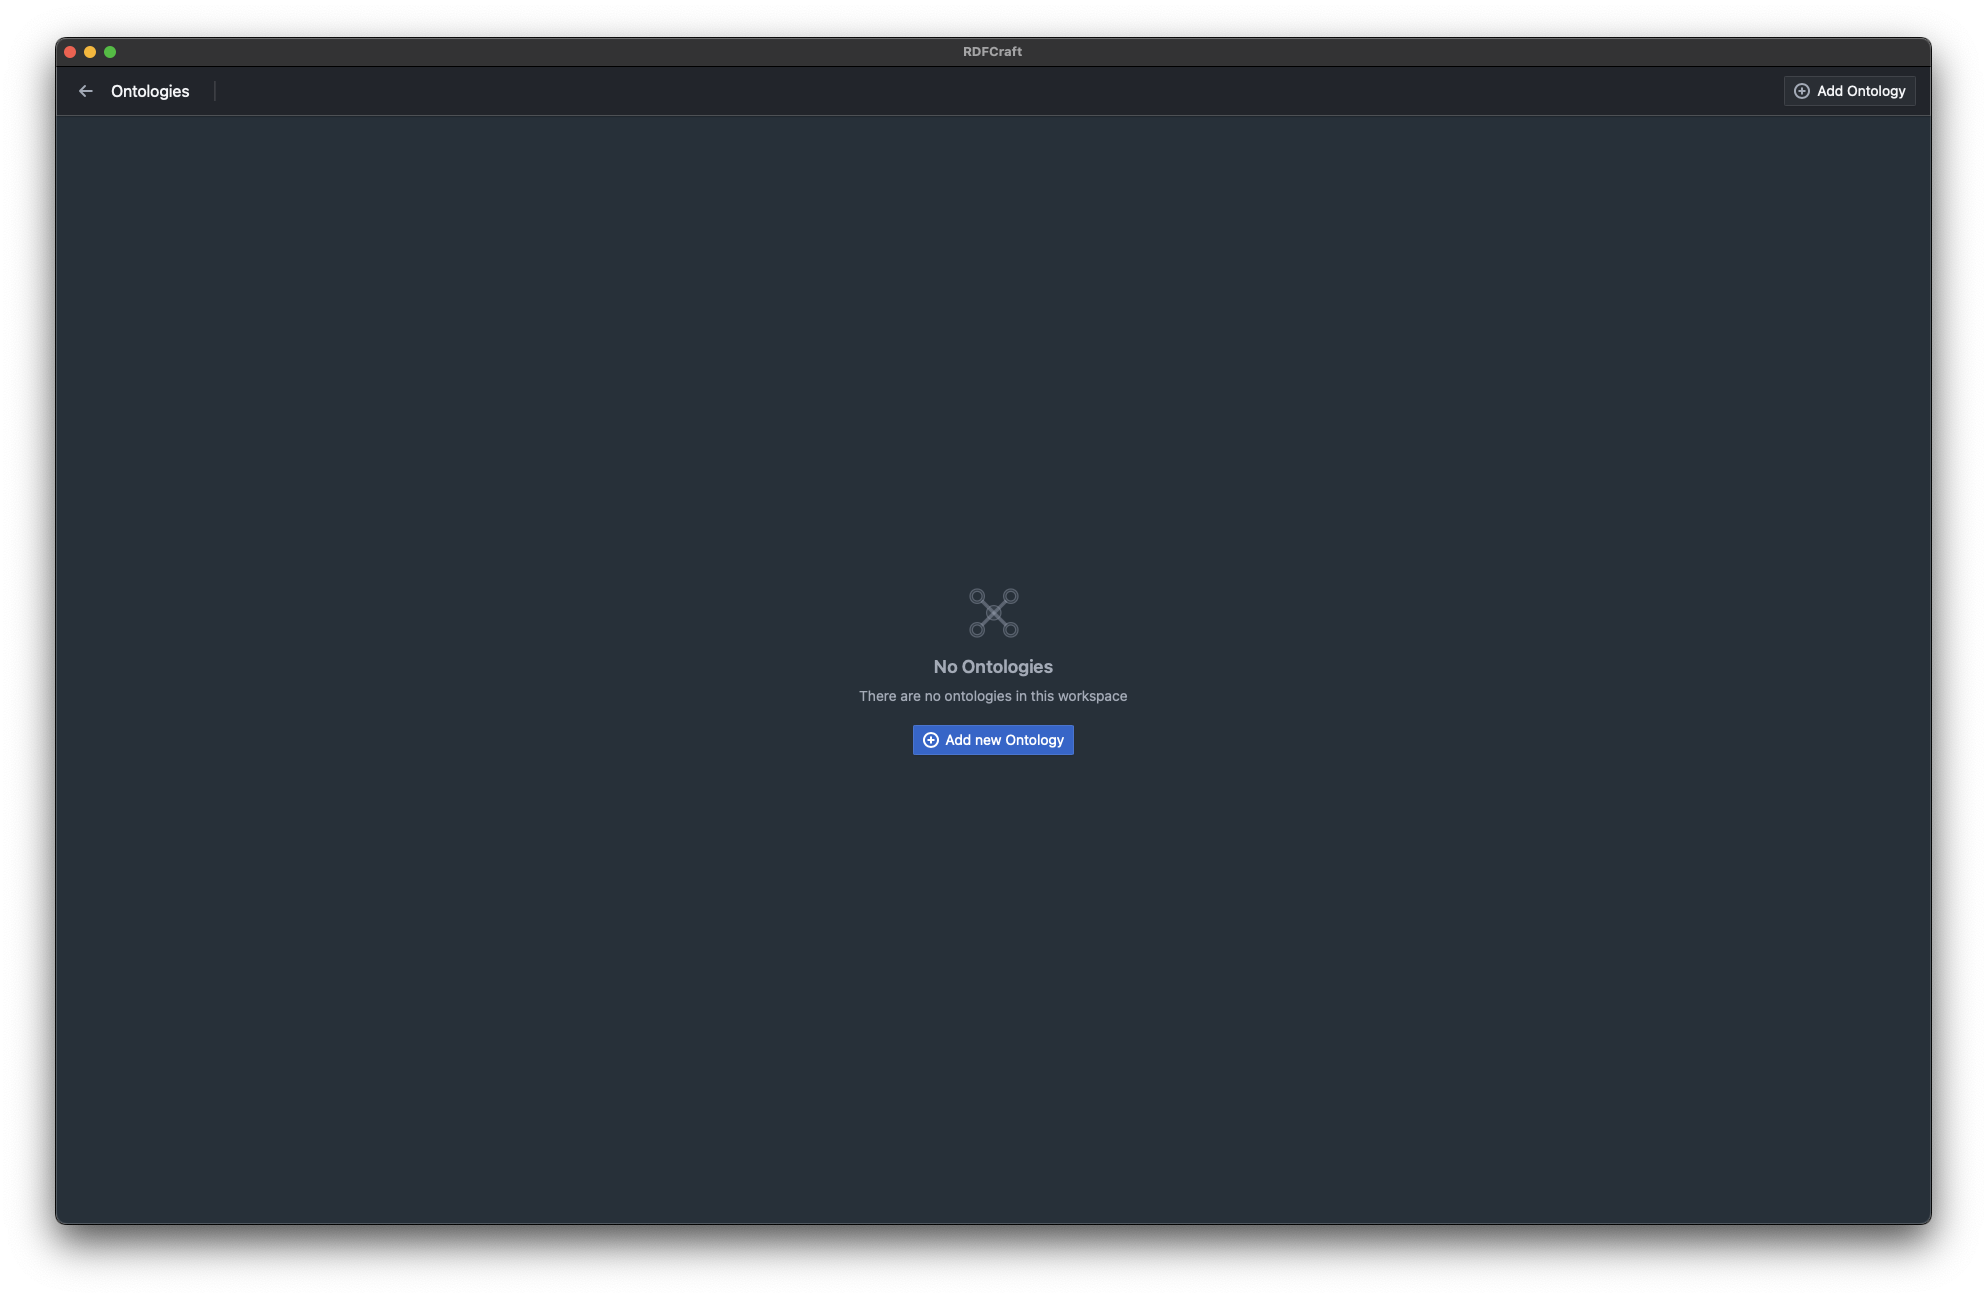 RDFCraft
Ontologies
Add Ontology
No Ontologies
There are no ontologies in this workspace
Add new Ontology